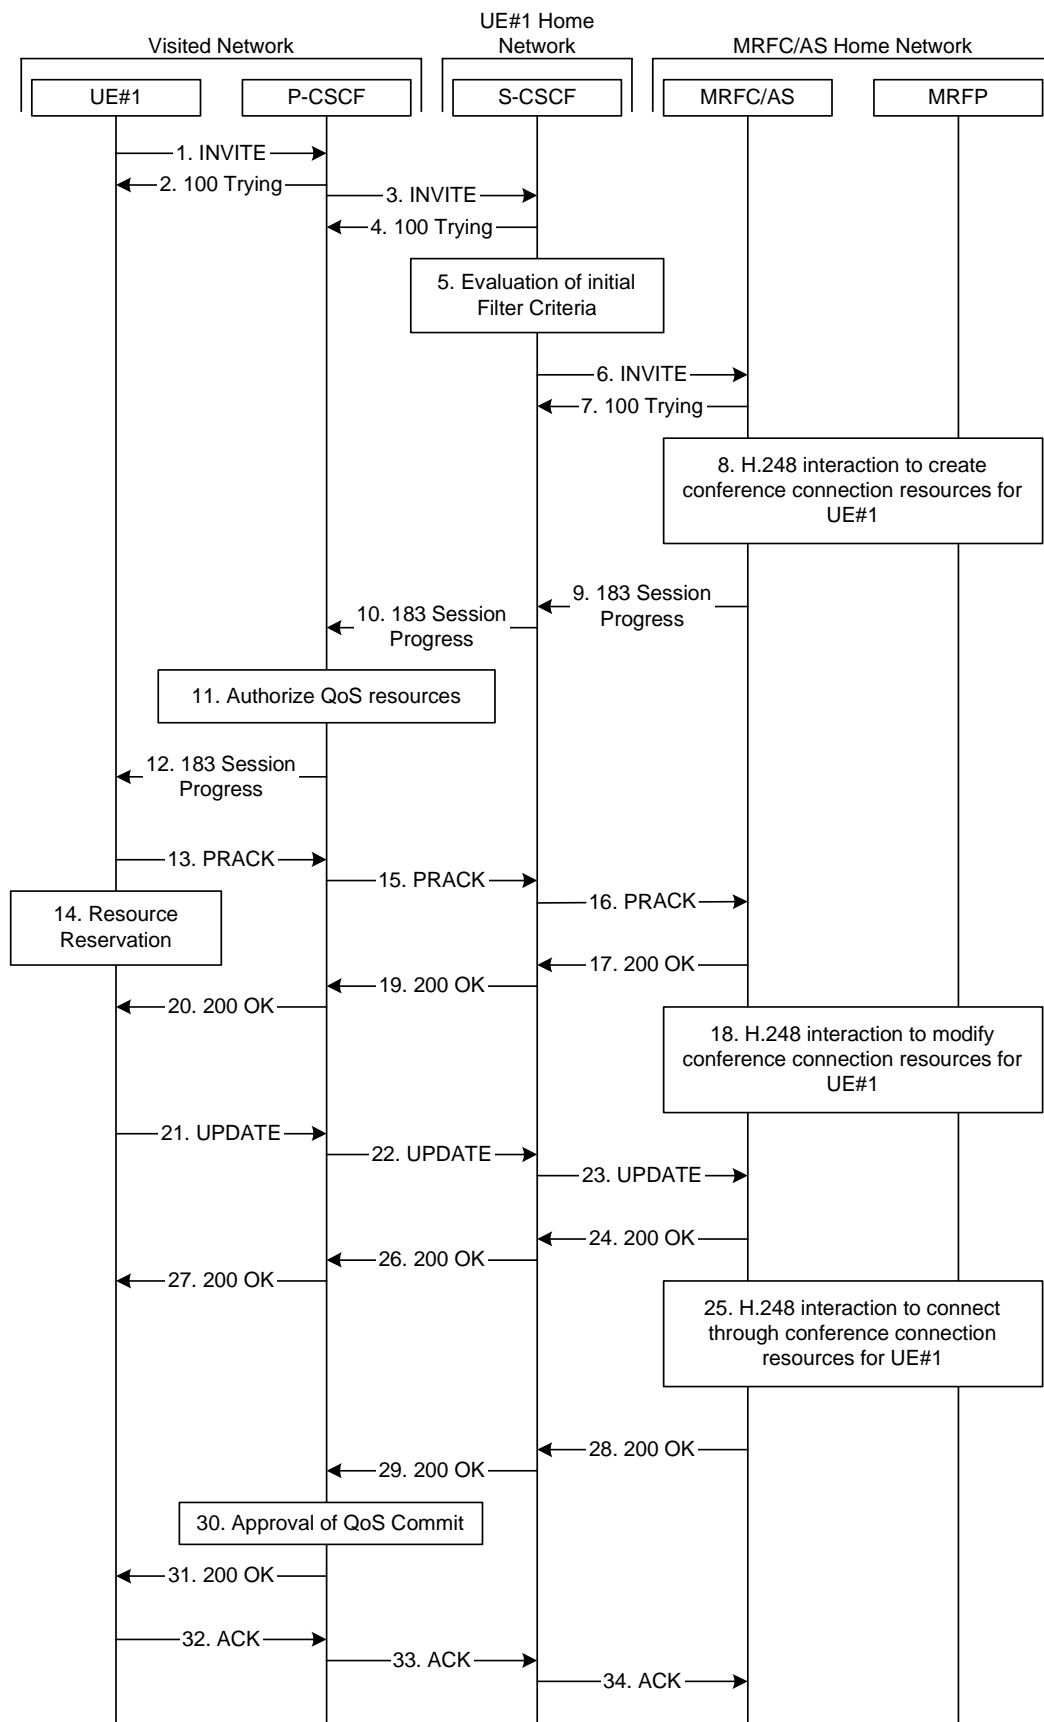 UE#1 Home
Network
Visited Network
MRFC/AS Home Network
UE#1
P-CSCF
S-CSCF
MRFC/AS
MRFP
1. INVITE
2. 100 Trying
3. INVITE
4. 100 Trying
5. Evaluation of initial
Filter Criteria
6. INVITE
7. 100 Trying
8. H.248 interaction to create
conference connection resources for
UE#1
9. 183 Session
Progress
10. 183 Session
Progress
11. Authorize QoS resources
12. 183 Session
Progress
13. PRACK
14. Resource
Reservation
15. PRACK
16. PRACK
17. 200 OK
18. H.248 interaction to modify
conference connection resources for
UE#1
19. 200 OK
20. 200 OK
21. UPDATE
22. UPDATE
23. UPDATE
24. 200 OK
25. H.248 interaction to connect
through conference connection
resources for UE#1
26. 200 OK
27. 200 OK
28. 200 OK
29. 200 OK
30. Approval of QoS Commit
31. 200 OK
32. ACK
33. ACK
34. ACK